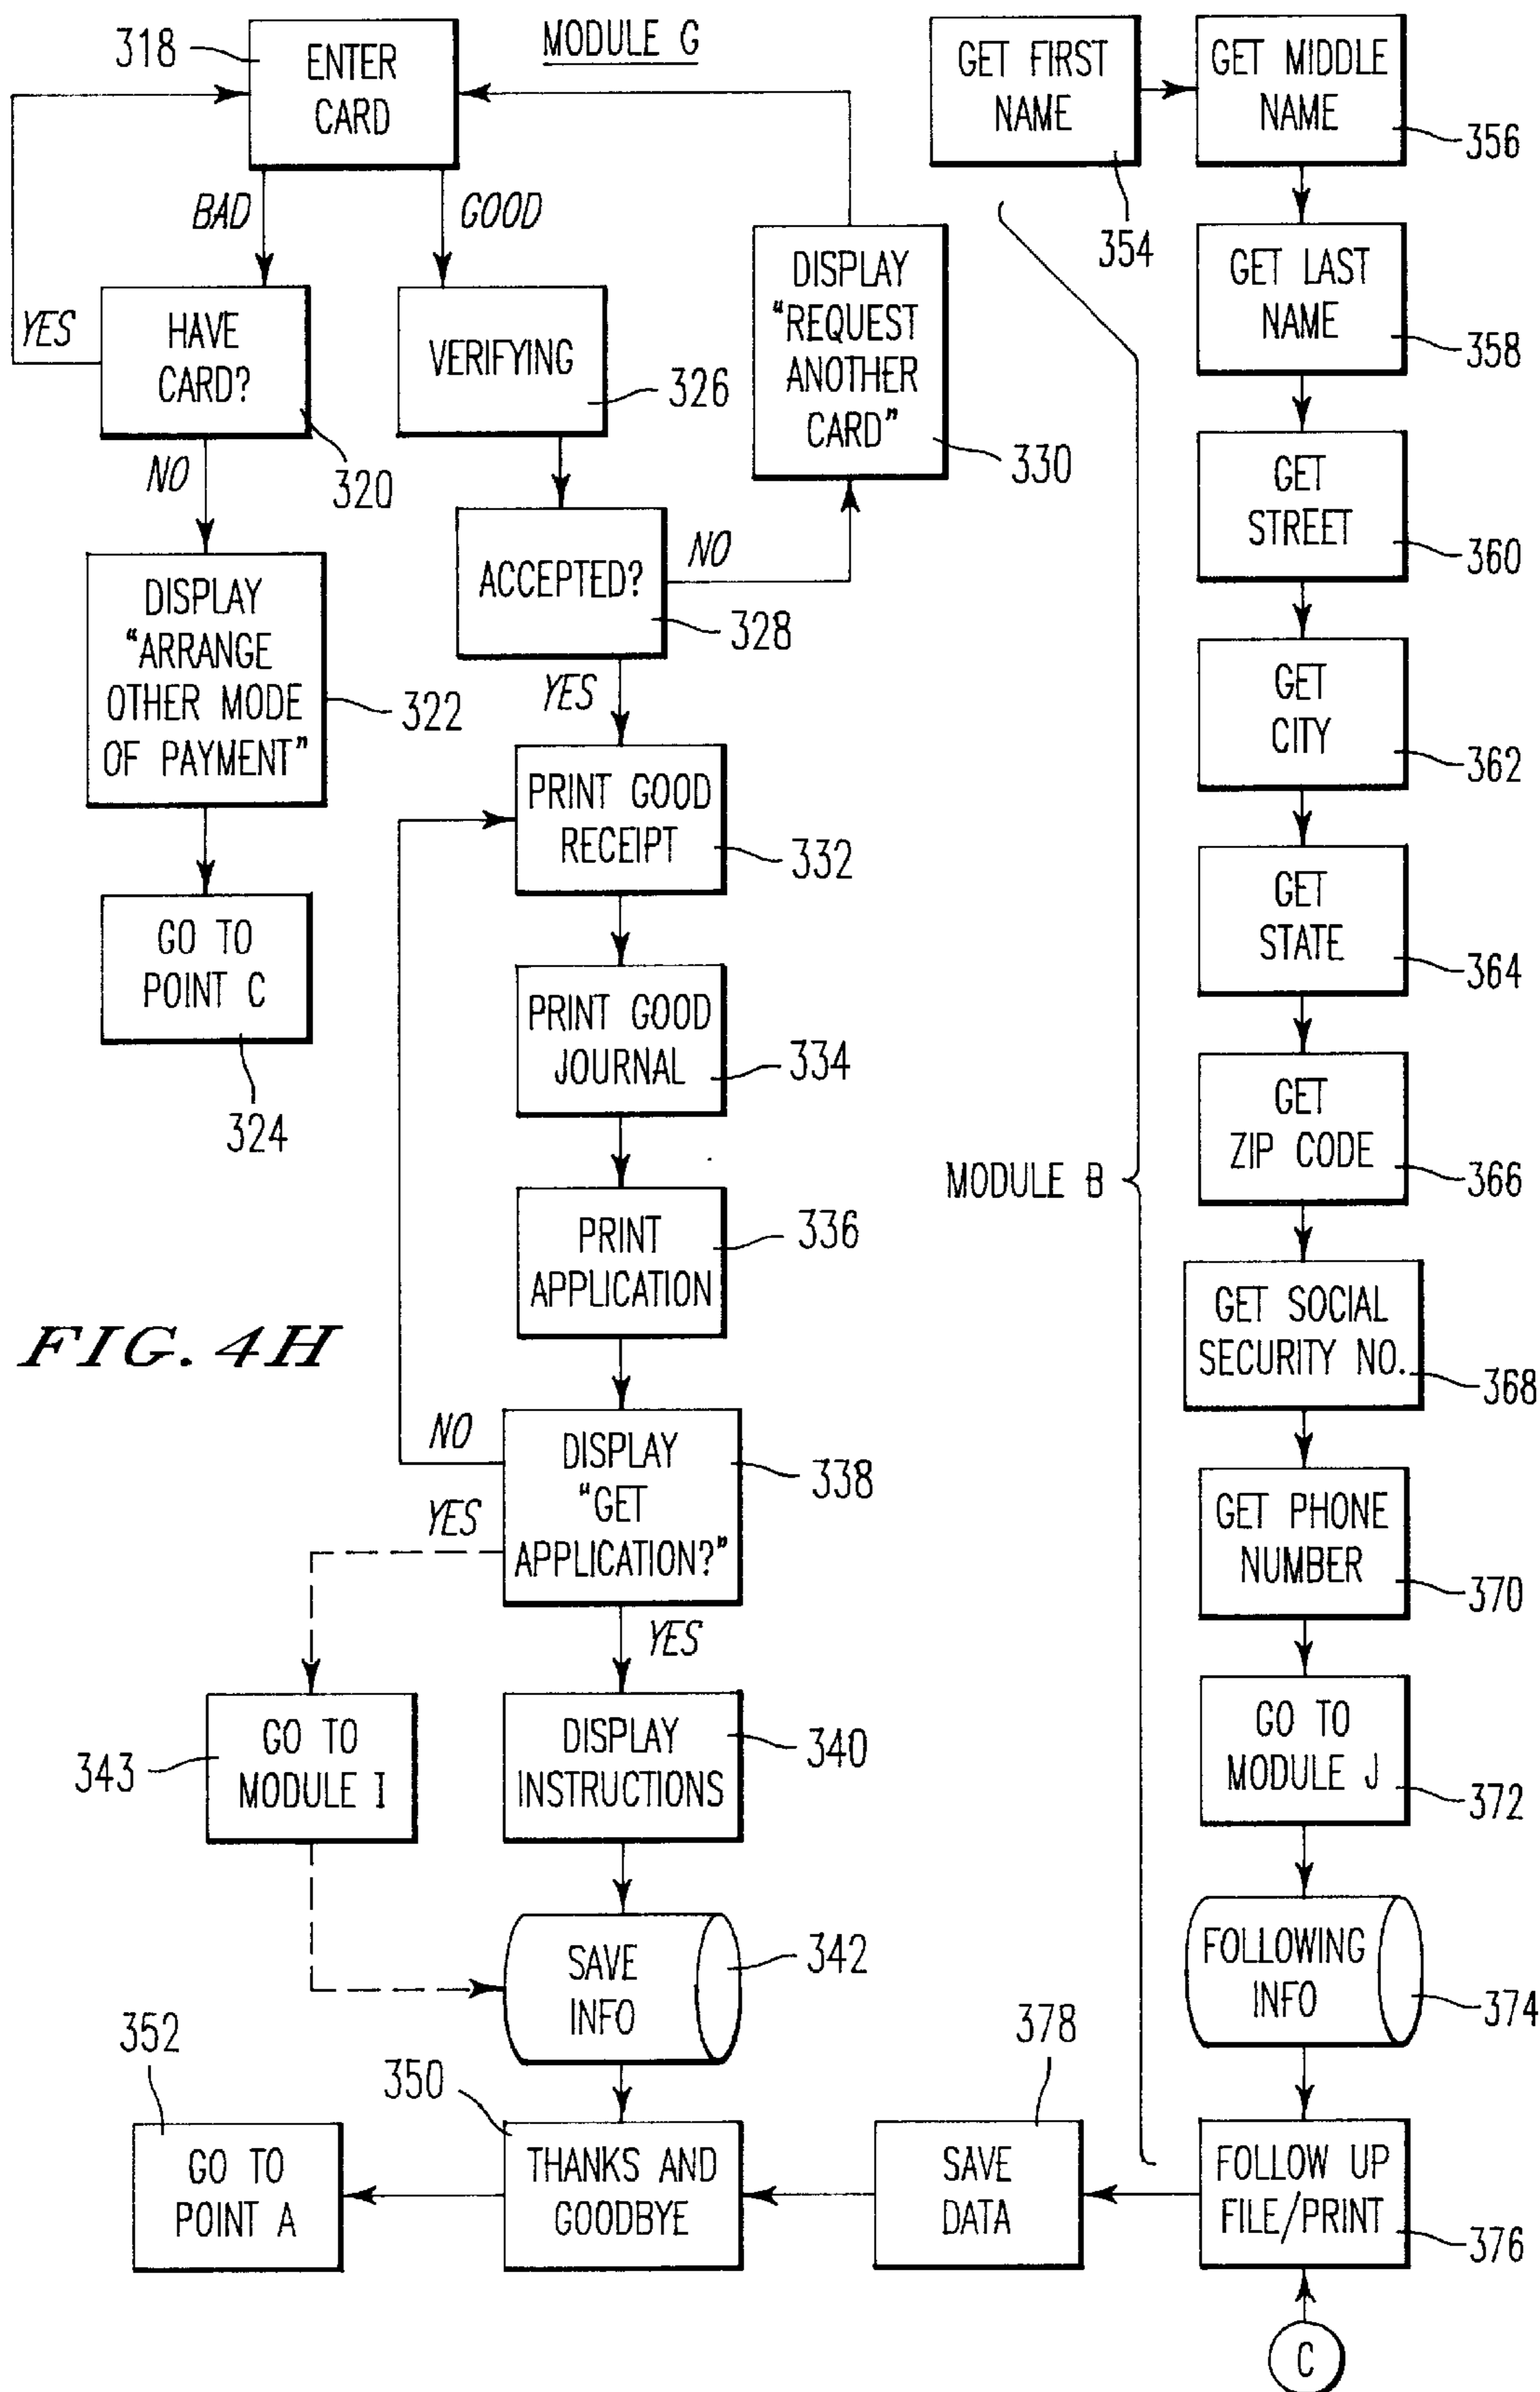 MODULE G
318
ENTER
CARD
BAD
GOOD
YES
HAVE
CARD?
320
NO
DISPLAY
“ARRANGE
OTHER MODE
OF PAYMENT”
322
GO TO
POINT C
324
VERIFYING
326
ACCEPTED?
328
NO
DISPLAY
“REQUEST
ANOTHER
CARD”
330
YES
PRINT GOOD
RECEIPT
332
PRINT GOOD
JOURNAL
334
PRINT
APPLICATION
336
DISPLAY
“GET
APPLICATION?”
338
NO
YES
YES
GO TO
MODULE I
343
DISPLAY
INSTRUCTIONS
340
SAVE
INFO
342
THANKS AND
GOODBYE
350
GO TO
POINT A
352
FIG. 4H
MODULE B
GET FIRST
NAME
354
GET MIDDLE
NAME
356
GET LAST
NAME
358
GET
STREET
360
GET
CITY
362
GET
STATE
364
GET
ZIP CODE
366
GET SOCIAL
SECURITY NO.
368
GET PHONE
NUMBER
370
GO TO
MODULE J
372
FOLLOWING
INFO
374
FOLLOW UP
FILE/PRINT
376
SAVE
DATA
378
C